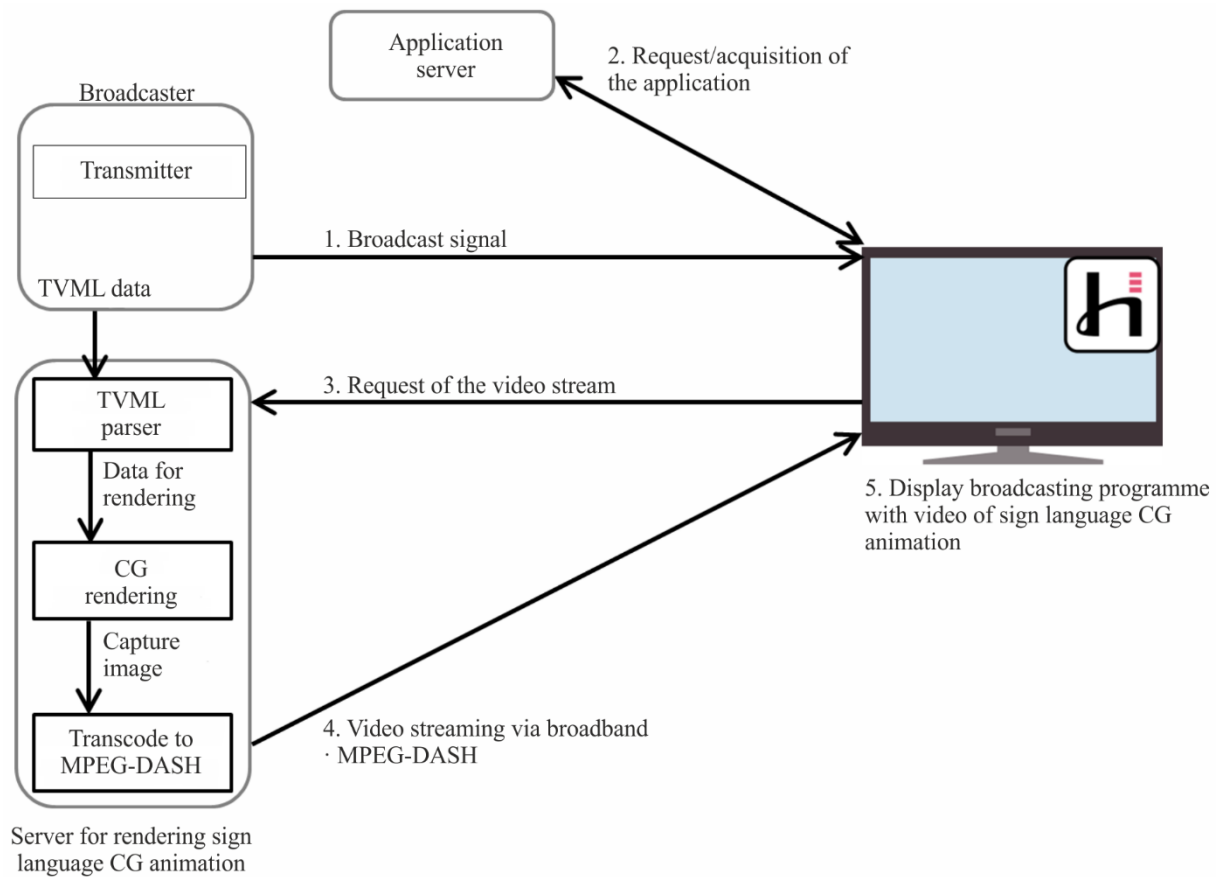 Application
server
2. Request/acquisition of
the application
Broadcaster
Transmitter
1. Broadcast signal
TVML data
3. Request of the video stream
TVML
parser
Data for
rendering
5. Display broadcasting programme
with video of sign language CG
animation
CG
rendering
Capture
image
4. Video streaming via broadband
· MPEG-DASH
Transcode to
MPEG-DASH
Server for rendering sign
language CG animation